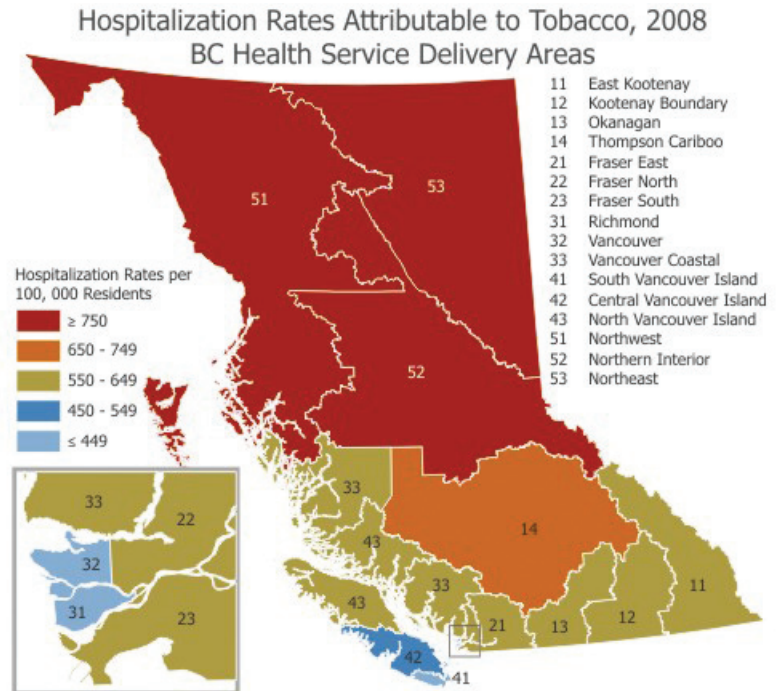 Hospitalization Rates Attributable to Tobacco, 2008
BC Health Service Delivery Areas
11 East Kootenay
12 Kootenay Boundary
13 Okanagan
14 Thompson Cariboo
21 Fraser East
22 Fraser North
23 Fraser South
31 Richmond
32 Vancouver
33 Vancouver Coastal
41 South Vancouver Island
42 Central Vancouver Island
43 North Vancouver Island
51 Northwest
52 Northern Interior
53 Northeast
Hospitalization Rates per
100, 000 Residents
≥ 750
650 - 749
550 - 649
450 - 549
≤ 449
51
53
52
33
14
43
33
43
11
12
13
21
42
41
33
22
32
31
23